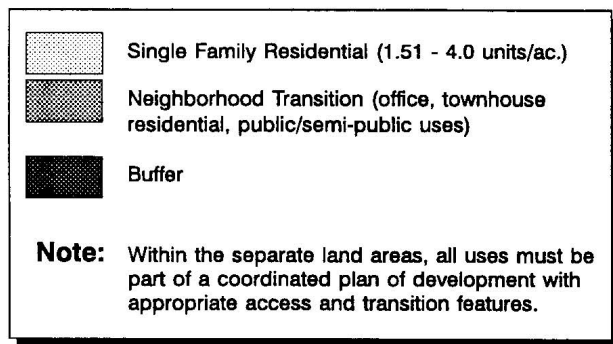 Single Family Residential (1.51 - 4.0 units/ac.)
Neighborhood Transition (office, townhouse
residential, public/semi-public uses)
Buffer
Note: Within the separate land areas, all uses must be
part of a coordinated plan of development with
appropriate access and transition features.